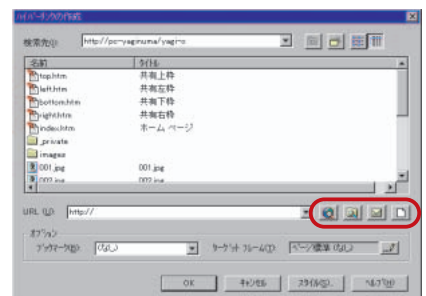 ハイパーリンクの作成
検索先(I): http://pc-yaginuma/yagi-s
名前 タイトル
top.htm 共有上枠
left.htm 共有左枠
bottom.htm 共有下枠
right.htm 共有右枠
index.htm ホーム ページ
_private
images
001.jpg 001.jpg
002.jpg 002.jpg
URL (U): http://
オプション
ブックマーク(B): (なし) ターゲット フレーム(T): ページ標準 (なし)
OK キャンセル スタイル(S)... ヘルプ(H)